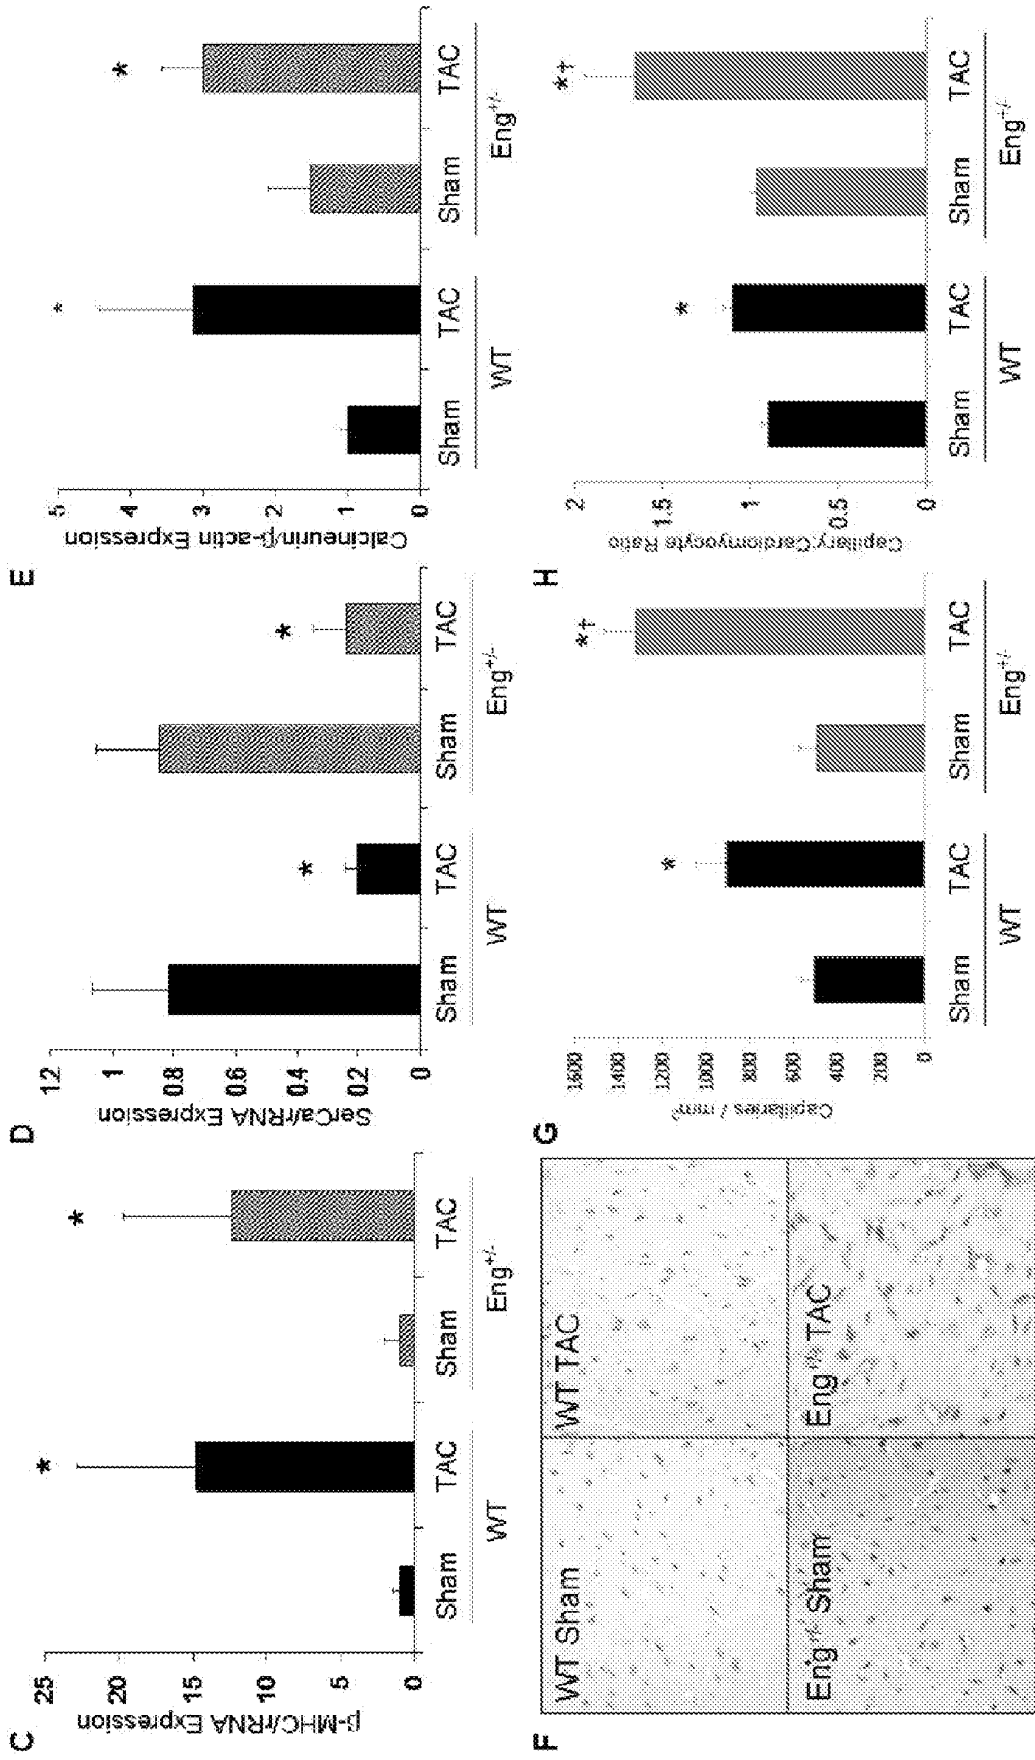 C
β-MHC/rRNA Expression
25
20
15
10
5
0
*
*
Sham TAC Sham TAC
WT Eng+/-
D
SerCa/rRNA Expression
1.2
1
0.8
0.6
0.4
0.2
0
*
*
Sham TAC Sham TAC
WT Eng+/-
E
Calcineurin/β-actin Expression
5
4
3
2
1
0
*
*
Sham TAC Sham TAC
WT Eng+/-
F
WT Sham WT TAC
Eng+/- Sham Eng+/- TAC
G
Capillaries / mm²
1600
1400
1200
1000
800
600
400
200
0
*
*†
Sham TAC Sham TAC
WT Eng+/-
H
Capillary:Cardiomyocyte Ratio
2
1.5
1
0.5
0
*
*†
Sham TAC Sham TAC
WT Eng+/-